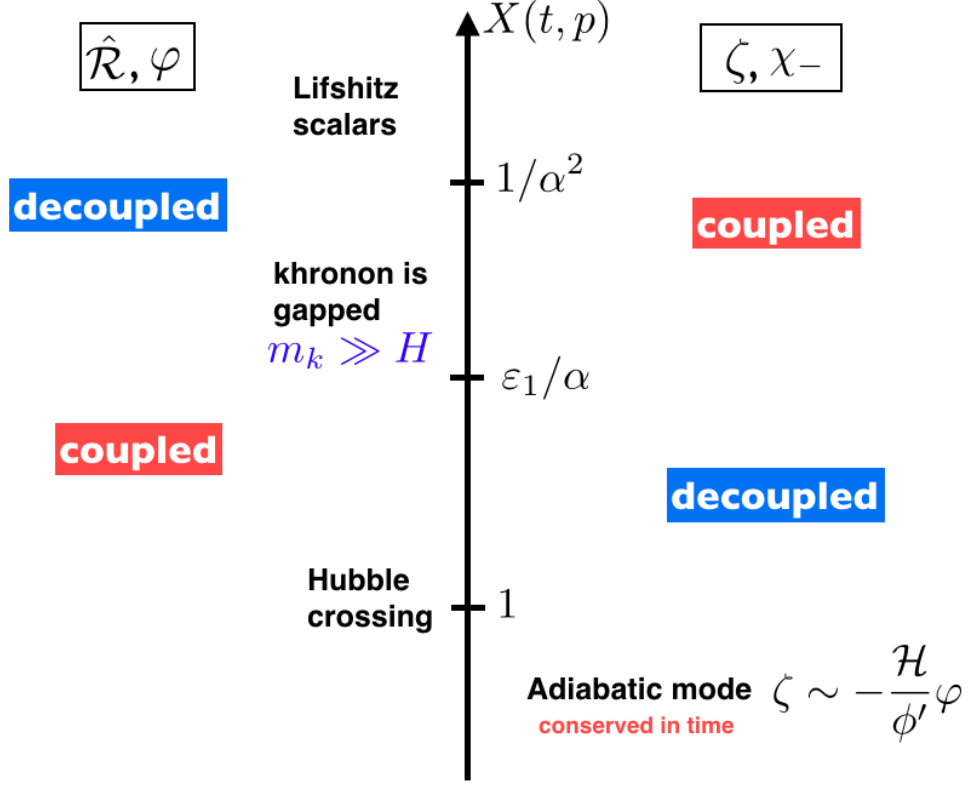 X(t, p)
R̂, φ
ζ, χ₋
Lifshitz
scalars
1/α²
decoupled
coupled
khronon is
gapped
m_k ≫ H
ε₁/α
coupled
decoupled
Hubble
crossing
1
Adiabatic mode ζ ∼ −ℋ/ϕ′ φ
conserved in time